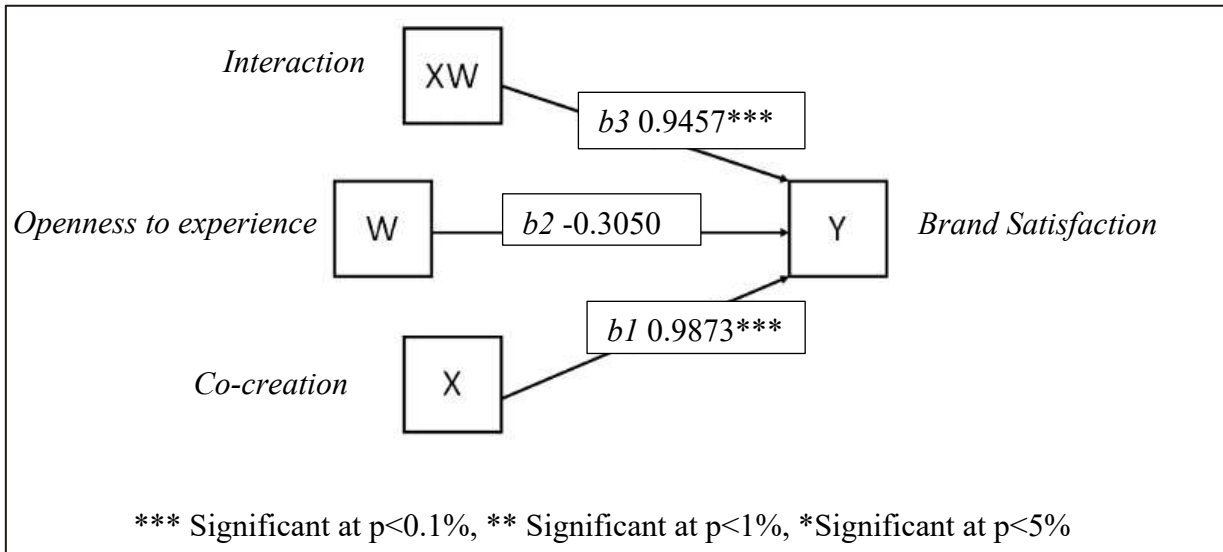 Interaction
XW
b3 0.9457***
Openness to experience
W
b2 -0.3050
Y
Brand Satisfaction
b1 0.9873***
Co-creation
X
*** Significant at p<0.1%, ** Significant at p<1%, *Significant at p<5%